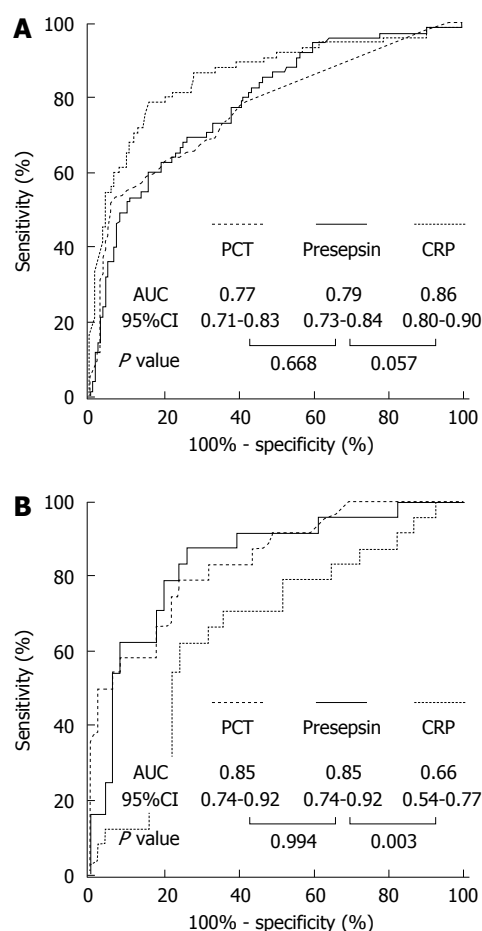 A
100
80
60
40
20
0
Sensitivity (%)
PCT Presepsin CRP
AUC 0.77 0.79 0.86
95%CI 0.71-0.83 0.73-0.84 0.80-0.90
P value 0.668 0.057
0 20 40 60 80 100
100% - specificity (%)
B
100
80
60
40
20
0
Sensitivity (%)
PCT Presepsin CRP
AUC 0.85 0.85 0.66
95%CI 0.74-0.92 0.74-0.92 0.54-0.77
P value 0.994 0.003
0 20 40 60 80 100
100% - specificity (%)